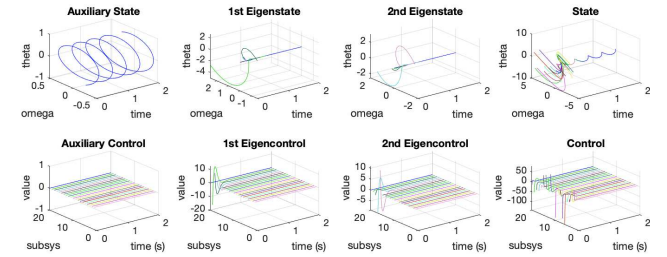 Auxiliary State
1
0
-1
0.5
0
-0.5
0
1
2
theta
omega
time
1st Eigenstate
2
0
-2
-4
2
1
0
-1
0
1
2
theta
omega
time
2nd Eigenstate
2
0
-2
2
0
-2
0
1
2
theta
omega
time
State
10
0
-10
5
0
-5
0
1
2
theta
omega
time
Auxiliary Control
1
0
-1
20
10
0
0
1
2
value
subsys
time (s)
1st Eigencontrol
10
0
-10
-20
20
10
0
0
1
2
value
subsys
time (s)
2nd Eigencontrol
10
5
0
-5
20
10
0
0
1
2
value
subsys
time (s)
Control
50
0
-50
-100
20
10
0
0
1
2
value
subsys
time (s)